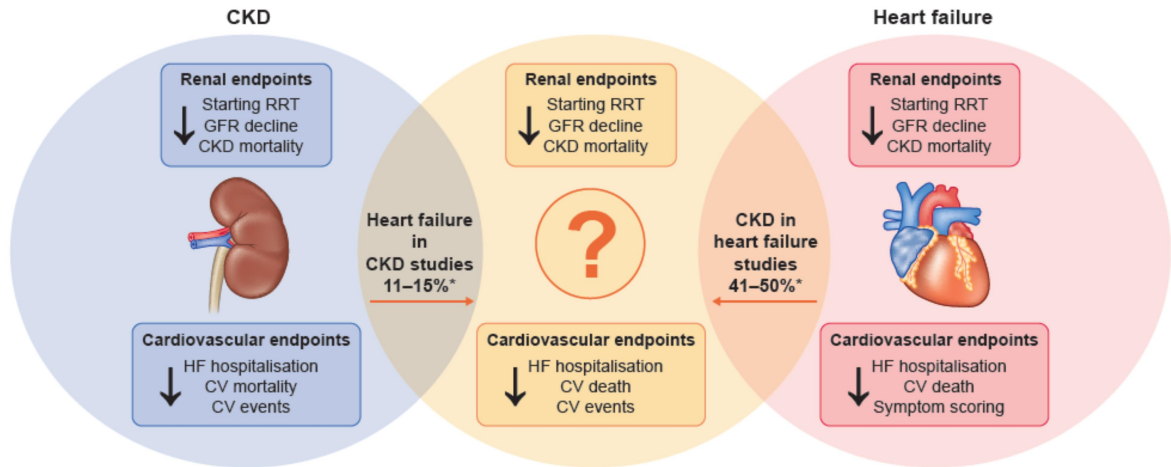 CKD
Heart failure
Renal endpoints
Starting RRT
GFR decline
CKD mortality
Renal endpoints
Starting RRT
GFR decline
CKD mortality
Renal endpoints
Starting RRT
GFR decline
CKD mortality
Heart failure
in
CKD studies
11–15%*
?
CKD in
heart failure
studies
41–50%*
Cardiovascular endpoints
HF hospitalisation
CV mortality
CV events
Cardiovascular endpoints
HF hospitalisation
CV death
CV events
Cardiovascular endpoints
HF hospitalisation
CV death
Symptom scoring